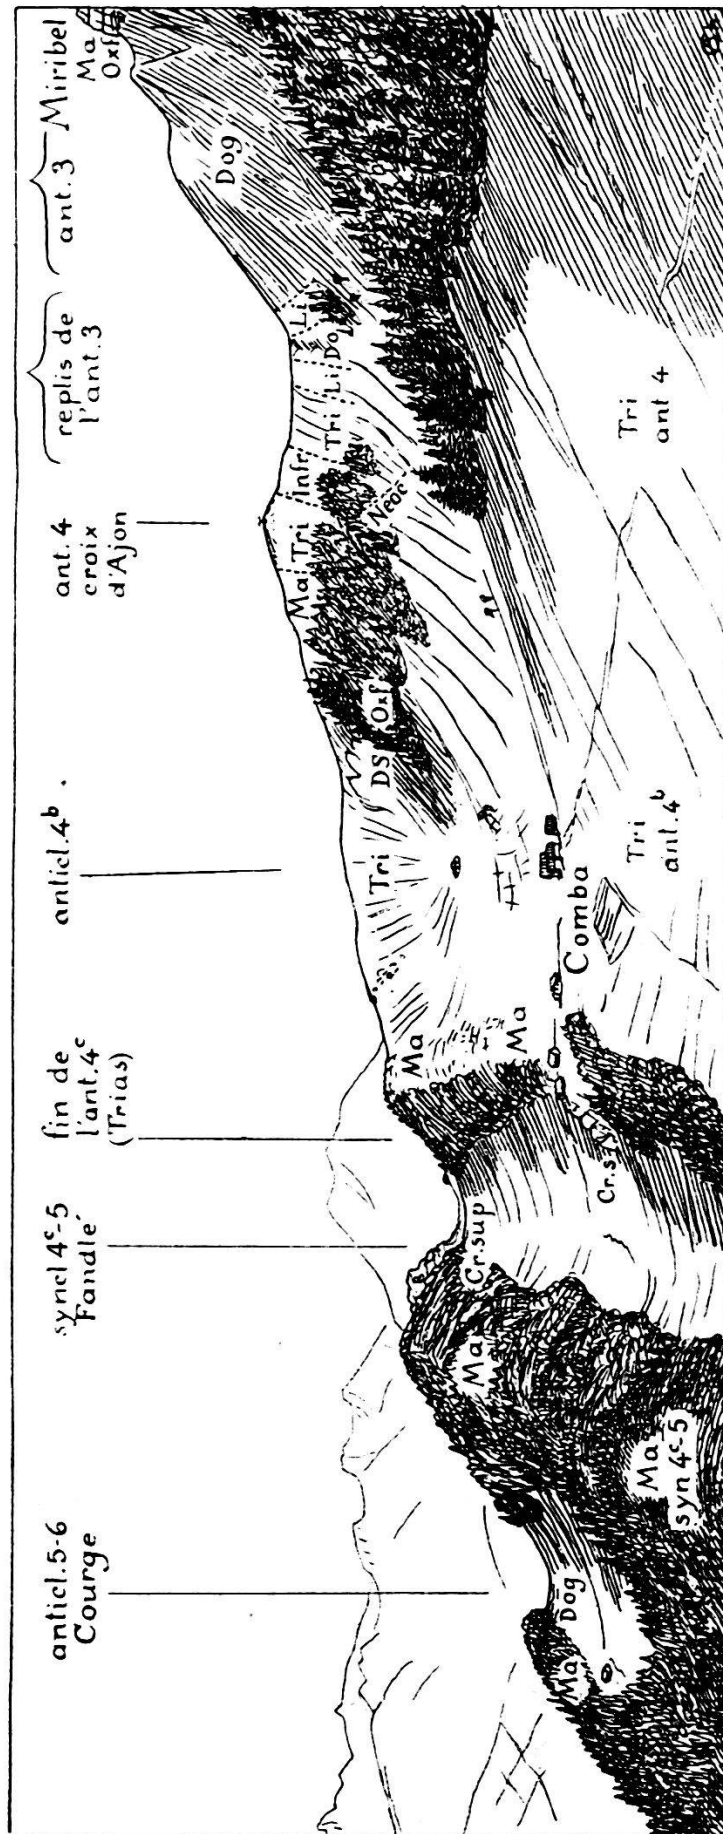 anticl.5-6
Courge
syncl 4ᶜ-5
Fandlé
fin de
l'ant.4ᶜ
(Trias)
anticl.4ᵇ.
ant.4
croix
d'Ajon
replis de
l'ant.3
ant.3
Miribel
Ma
Oxf
Dog
Li
Do
Li
Tri
Infr
Tri
Ma
Néoc
Oxf
DS
Tri
Ma
Ma
Cr.sup
Cr.s
Ma
Ma
syn 4ᶜ-5
Dog
Ma
Comba
Tri
ant.4ᵇ
Tri
ant 4